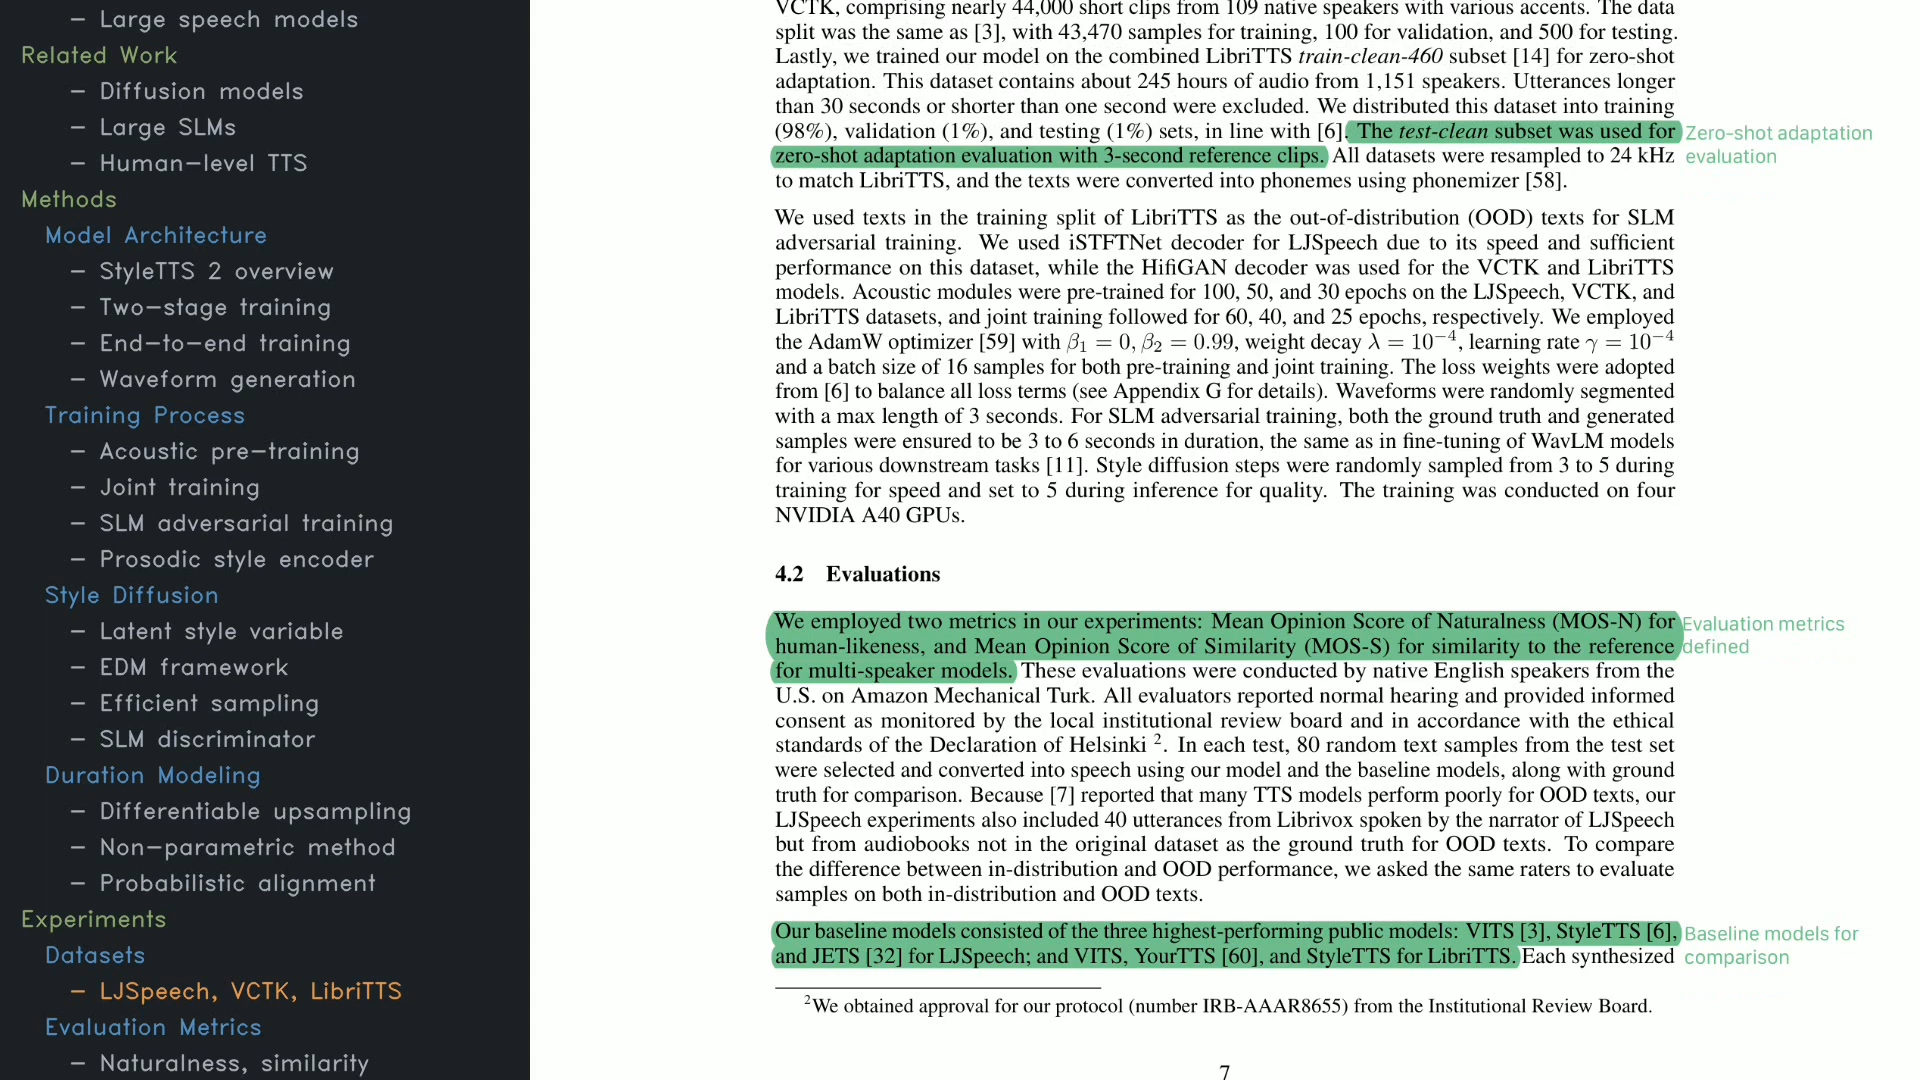 – Large speech models
Related Work
– Diffusion models
– Large SLMs
– Human-level TTS
Methods
Model Architecture
– StyleTTS 2 overview
– Two-stage training
– End-to-end training
– Waveform generation
Training Process
– Acoustic pre-training
– Joint training
– SLM adversarial training
– Prosodic style encoder
Style Diffusion
– Latent style variable
– EDM framework
– Efficient sampling
– SLM discriminator
Duration Modeling
– Differentiable upsampling
– Non-parametric method
– Probabilistic alignment
Experiments
Datasets
– LJSpeech, VCTK, LibriTTS
Evaluation Metrics
– Naturalness, similarity
VCTK, comprising nearly 44,000 short clips from 109 native speakers with various accents. The data
split was the same as [3], with 43,470 samples for training, 100 for validation, and 500 for testing.
Lastly, we trained our model on the combined LibriTTS train-clean-460 subset [14] for zero-shot
adaptation. This dataset contains about 245 hours of audio from 1,151 speakers. Utterances longer
than 30 seconds or shorter than one second were excluded. We distributed this dataset into training
(98%), validation (1%), and testing (1%) sets, in line with [6]. The test-clean subset was used for
zero-shot adaptation evaluation with 3-second reference clips. All datasets were resampled to 24 kHz
to match LibriTTS, and the texts were converted into phonemes using phonemizer [58].
Zero-shot adaptation
evaluation
We used texts in the training split of LibriTTS as the out-of-distribution (OOD) texts for SLM
adversarial training. We used iSTFTNet decoder for LJSpeech due to its speed and sufficient
performance on this dataset, while the HifiGAN decoder was used for the VCTK and LibriTTS
models. Acoustic modules were pre-trained for 100, 50, and 30 epochs on the LJSpeech, VCTK, and
LibriTTS datasets, and joint training followed for 60, 40, and 25 epochs, respectively. We employed
the AdamW optimizer [59] with β₁ = 0, β₂ = 0.99, weight decay λ = 10⁻⁴, learning rate γ = 10⁻⁴
and a batch size of 16 samples for both pre-training and joint training. The loss weights were adopted
from [6] to balance all loss terms (see Appendix G for details). Waveforms were randomly segmented
with a max length of 3 seconds. For SLM adversarial training, both the ground truth and generated
samples were ensured to be 3 to 6 seconds in duration, the same as in fine-tuning of WavLM models
for various downstream tasks [11]. Style diffusion steps were randomly sampled from 3 to 5 during
training for speed and set to 5 during inference for quality. The training was conducted on four
NVIDIA A40 GPUs.
4.2 Evaluations
We employed two metrics in our experiments: Mean Opinion Score of Naturalness (MOS-N) for
human-likeness, and Mean Opinion Score of Similarity (MOS-S) for similarity to the reference
for multi-speaker models. These evaluations were conducted by native English speakers from the
U.S. on Amazon Mechanical Turk. All evaluators reported normal hearing and provided informed
consent as monitored by the local institutional review board and in accordance with the ethical
standards of the Declaration of Helsinki ². In each test, 80 random text samples from the test set
were selected and converted into speech using our model and the baseline models, along with ground
truth for comparison. Because [7] reported that many TTS models perform poorly for OOD texts, our
LJSpeech experiments also included 40 utterances from Librivox spoken by the narrator of LJSpeech
but from audiobooks not in the original dataset as the ground truth for OOD texts. To compare
the difference between in-distribution and OOD performance, we asked the same raters to evaluate
samples on both in-distribution and OOD texts.
Evaluation metrics
defined
Our baseline models consisted of the three highest-performing public models: VITS [3], StyleTTS [6],
and JETS [32] for LJSpeech; and VITS, YourTTS [60], and StyleTTS for LibriTTS. Each synthesized
Baseline models for
comparison
²We obtained approval for our protocol (number IRB-AAAR8655) from the Institutional Review Board.
7